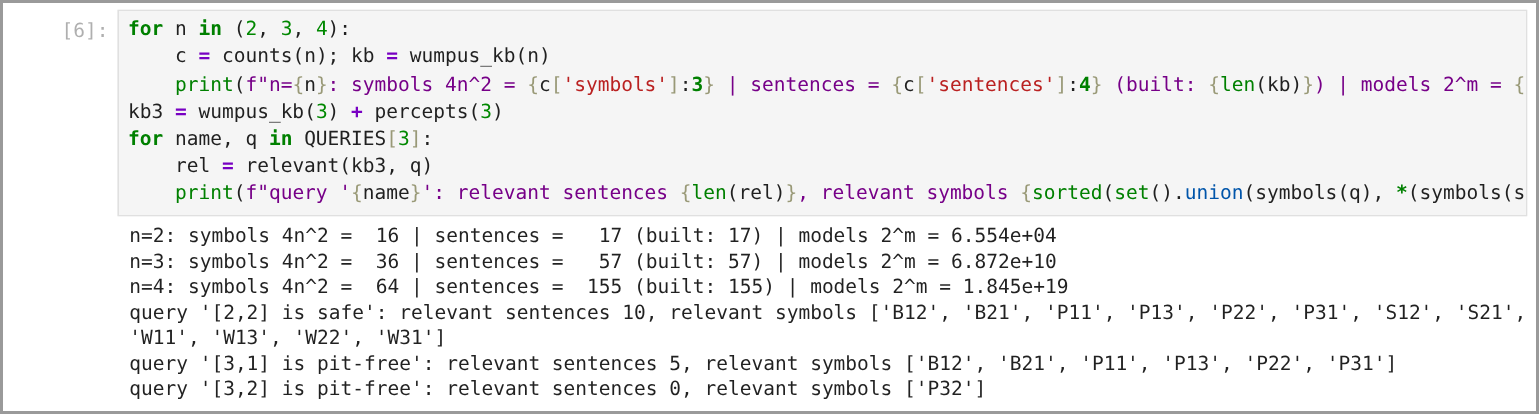 [6]:
for n in (2, 3, 4):
    c = counts(n); kb = wumpus_kb(n)
    print(f"n={n}: symbols 4n^2 = {c['symbols']:3} | sentences = {c['sentences']:4} (built: {len(kb)}) | models 2^m = {
kb3 = wumpus_kb(3) + percepts(3)
for name, q in QUERIES[3]:
    rel = relevant(kb3, q)
    print(f"query '{name}': relevant sentences {len(rel)}, relevant symbols {sorted(set().union(symbols(q), *(symbols(s
n=2: symbols 4n^2 =  16 | sentences =   17 (built: 17) | models 2^m = 6.554e+04
n=3: symbols 4n^2 =  36 | sentences =   57 (built: 57) | models 2^m = 6.872e+10
n=4: symbols 4n^2 =  64 | sentences =  155 (built: 155) | models 2^m = 1.845e+19
query '[2,2] is safe': relevant sentences 10, relevant symbols ['B12', 'B21', 'P11', 'P13', 'P22', 'P31', 'S12', 'S21',
'W11', 'W13', 'W22', 'W31']
query '[3,1] is pit-free': relevant sentences 5, relevant symbols ['B12', 'B21', 'P11', 'P13', 'P22', 'P31']
query '[3,2] is pit-free': relevant sentences 0, relevant symbols ['P32']